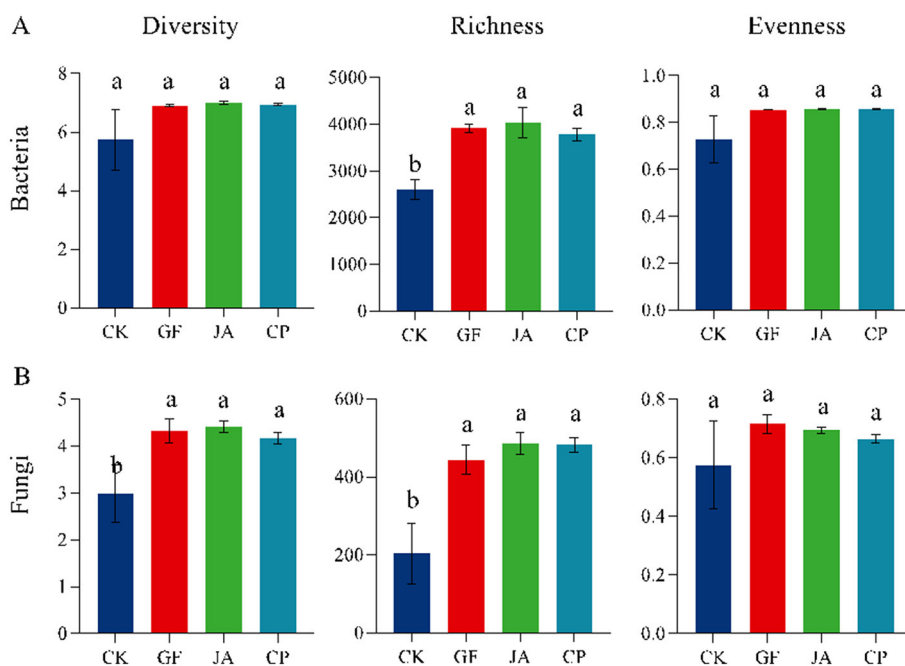 A
Diversity
Richness
Evenness
Bacteria
8
6
4
2
0
a a a a
CK GF JA CP
5000
4000
3000
2000
1000
0
b a a a
CK GF JA CP
1.0
0.8
0.6
0.4
0.2
0.0
a a a a
CK GF JA CP
B
Fungi
5
4
3
2
1
0
b a a a
CK GF JA CP
600
400
200
0
b a a a
CK GF JA CP
0.8
0.6
0.4
0.2
0.0
a a a a
CK GF JA CP